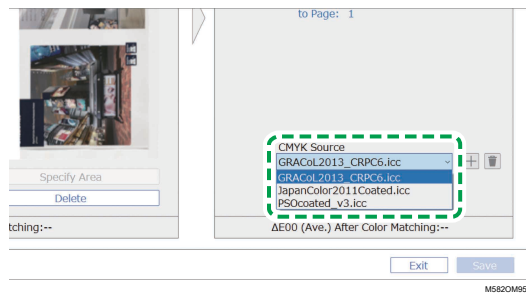 to Page: 1
CMYK Source
GRACoL2013_CRPC6.icc
GRACoL2013_CRPC6.icc
JapanColor2011Coated.icc
PSOcoated_v3.icc
Specify Area
Delete
tching:--
ΔE00 (Ave.) After Color Matching:--
Exit
Save
M582OM95